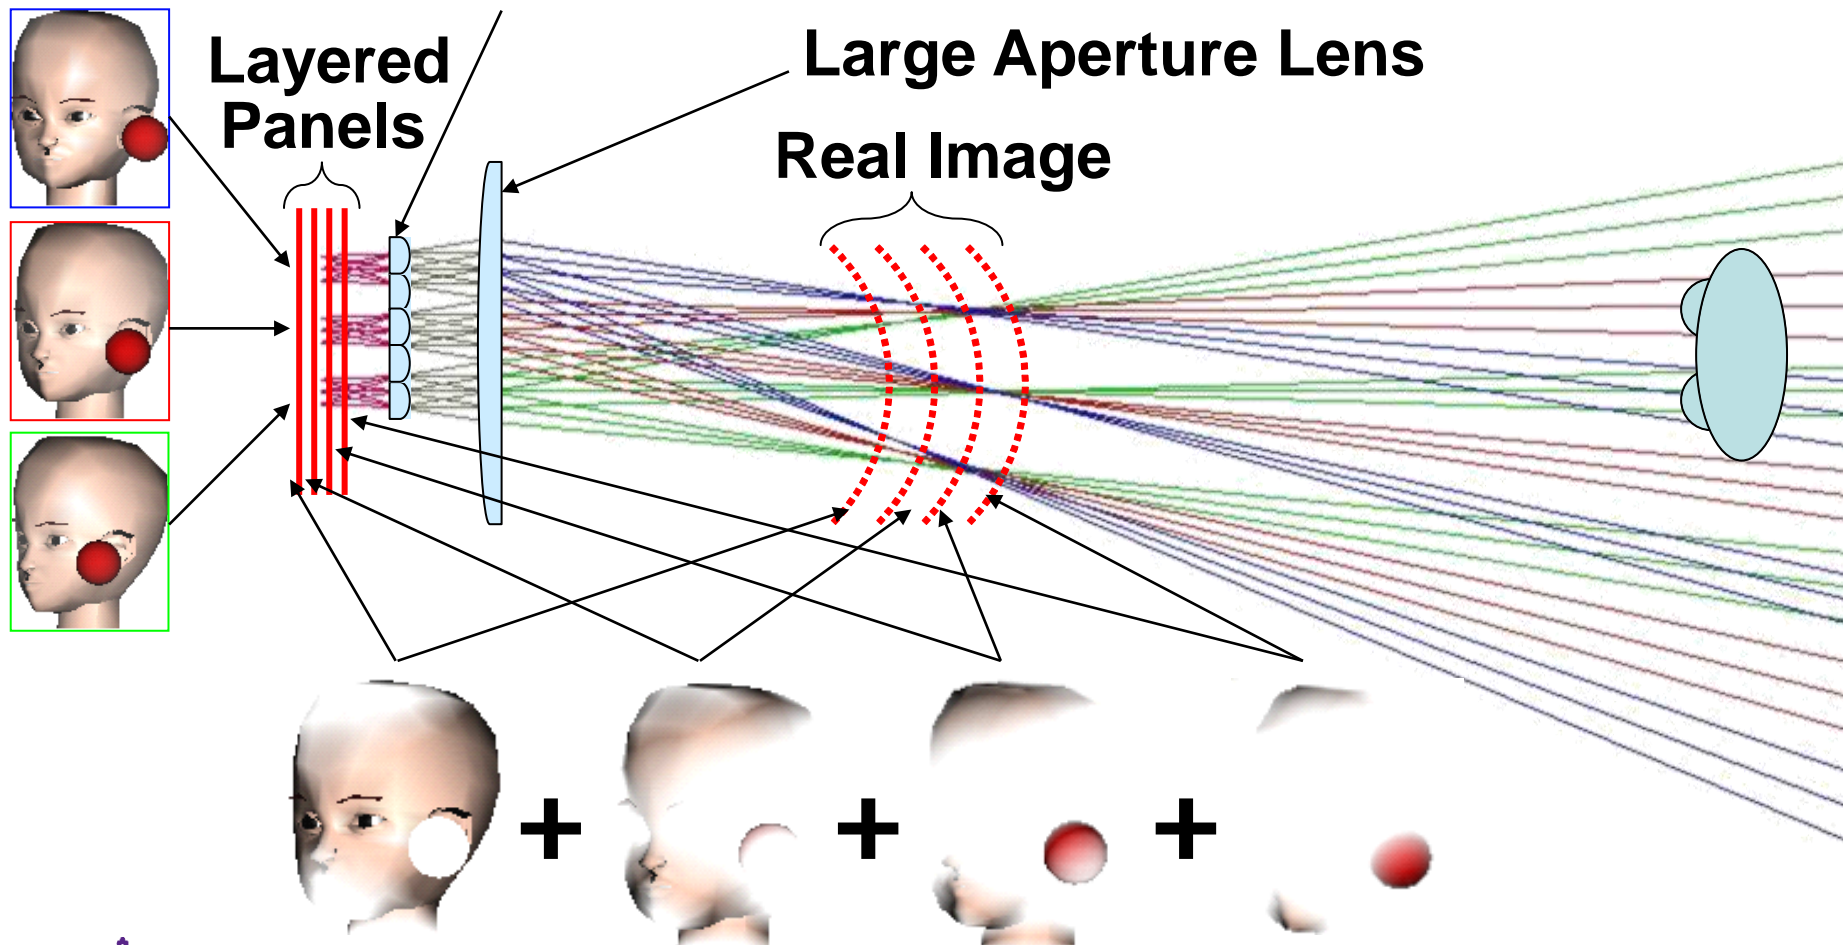 Layered
Panels
Large Aperture Lens
Real Image
+ + +